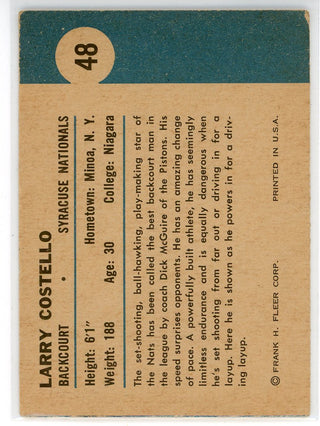 48
LARRY COSTELLO
BACKCOURT • SYRACUSE NATIONALS
Height: 6'1" Hometown: Minoa, N. Y.
Weight: 188 Age: 30 College: Niagara
The set-shooting, ball-hawking, play-making star of
the Nats has been called the best backcourt man in
the league by coach Dick McGuire of the Pistons. His
speed surprises opponents. He has an amazing change
of pace. A powerfully built athlete, he has seemingly
limitless endurance and is equally dangerous when
he's set shooting from far out or driving in for a
layup. Here he is shown as he powers in for a driv-
ing layup.
© FRANK H. FLEER CORP. PRINTED IN U.S.A.